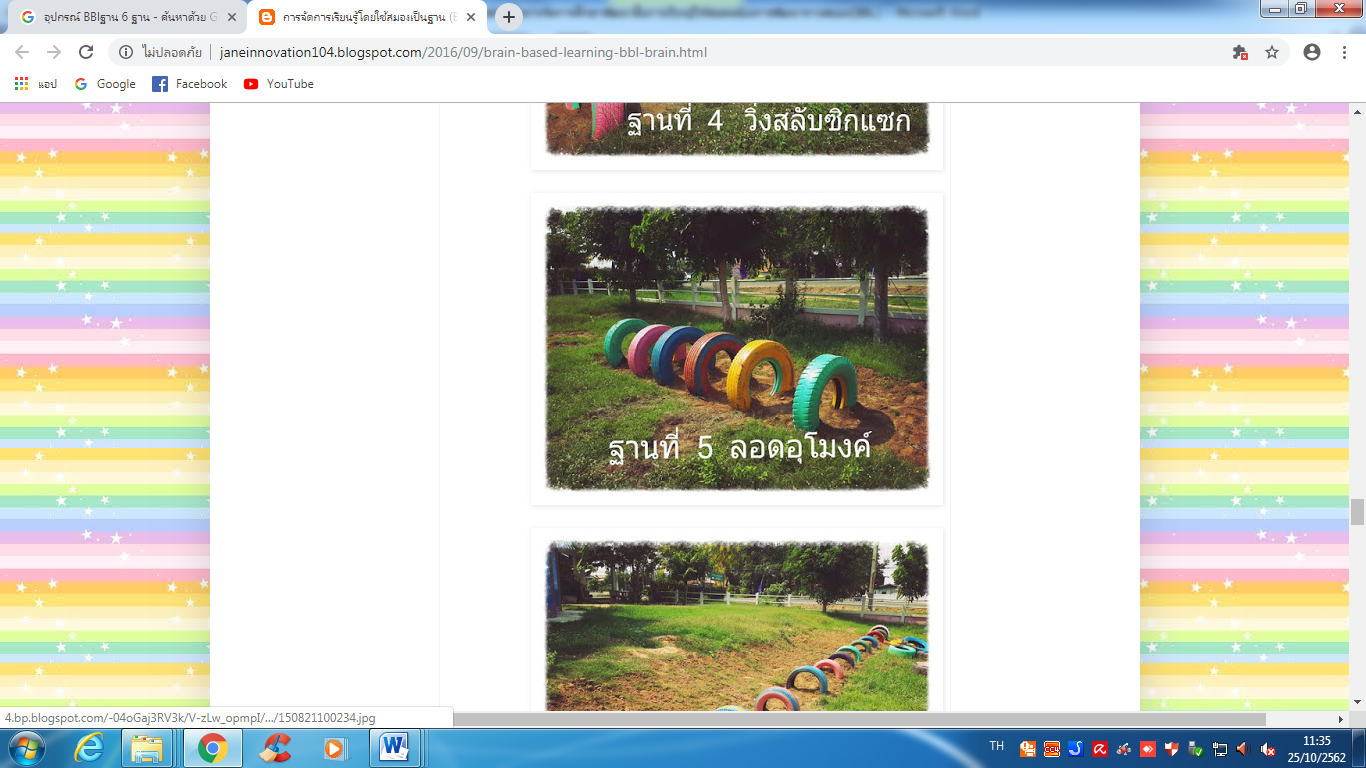 อุปกรณ์ BBlฐาน 6 ฐาน - ค้นหาด้วย G
การจัดการเรียนรู้โดยใช้สมองเป็นฐาน (B
ไม่ปลอดภัย
janeinnovation104.blogspot.com/2016/09/brain-based-learning-bbl-brain.html
แอป
Google
Facebook
YouTube
ฐานที่ 4 วิ่งสลับซิกแซก
ฐานที่ 5 ลอดอุโมงค์
4.bp.blogspot.com/-04oGaj3RV3k/V-zLw_opmpI/.../150821100234.jpg
TH
11:35
25/10/2562